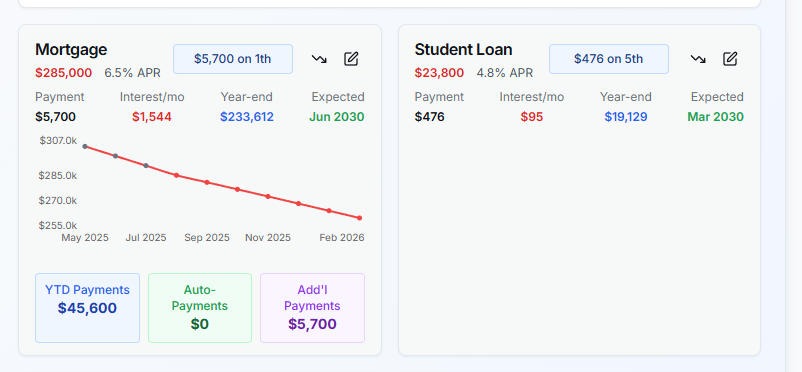 Mortgage
$285,000 6.5% APR
$5,700 on 1th
Payment Interest/mo Year-end Expected
$5,700 $1,544 $233,612 Jun 2030
$307.0k
$285.0k
$270.0k
$255.0k
May 2025 Jul 2025 Sep 2025 Nov 2025 Feb 2026
YTD Payments
$45,600
Auto-
Payments
$0
Add'l
Payments
$5,700
Student Loan
$23,800 4.8% APR
$476 on 5th
Payment Interest/mo Year-end Expected
$476 $95 $19,129 Mar 2030